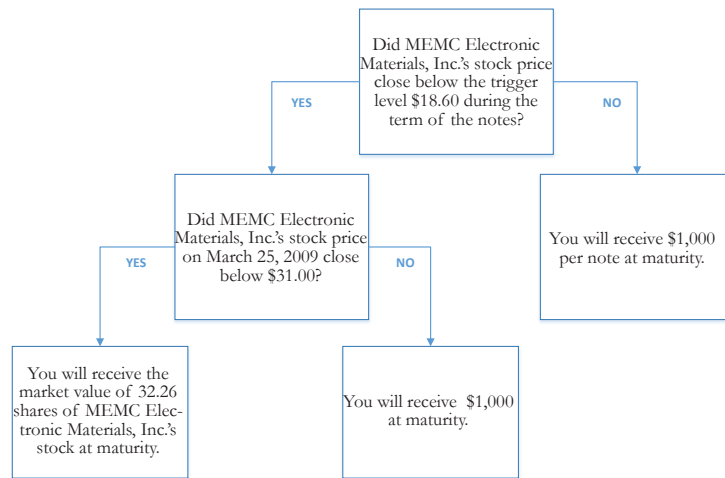 Did MEMC Electronic
Materials, Inc.'s stock price
close below the trigger
level $18.60 during the
term of the notes?
YES
NO
Did MEMC Electronic
Materials, Inc.'s stock price
on March 25, 2009 close
below $31.00?
You will receive $1,000
per note at maturity.
YES
NO
You will receive the
market value of 32.26
shares of MEMC Elec-
tronic Materials, Inc.'s
stock at maturity.
You will receive $1,000
at maturity.